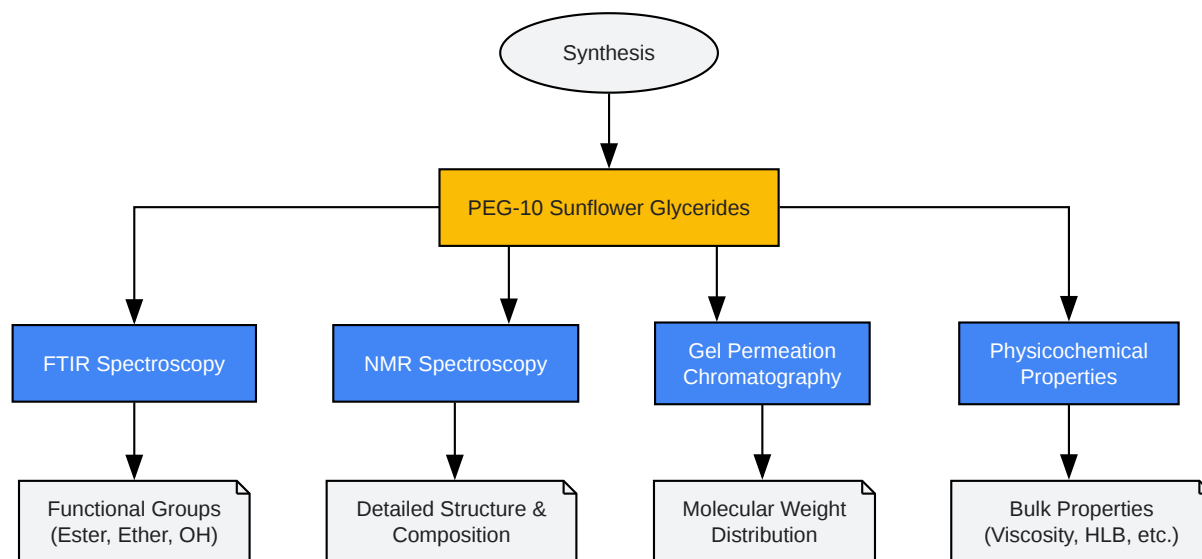 Synthesis
PEG-10 Sunflower Glycerides
FTIR Spectroscopy
NMR Spectroscopy
Gel Permeation
Chromatography
Physicochemical
Properties
Functional Groups
(Ester, Ether, OH)
Detailed Structure &
Composition
Molecular Weight
Distribution
Bulk Properties
(Viscosity, HLB, etc.)